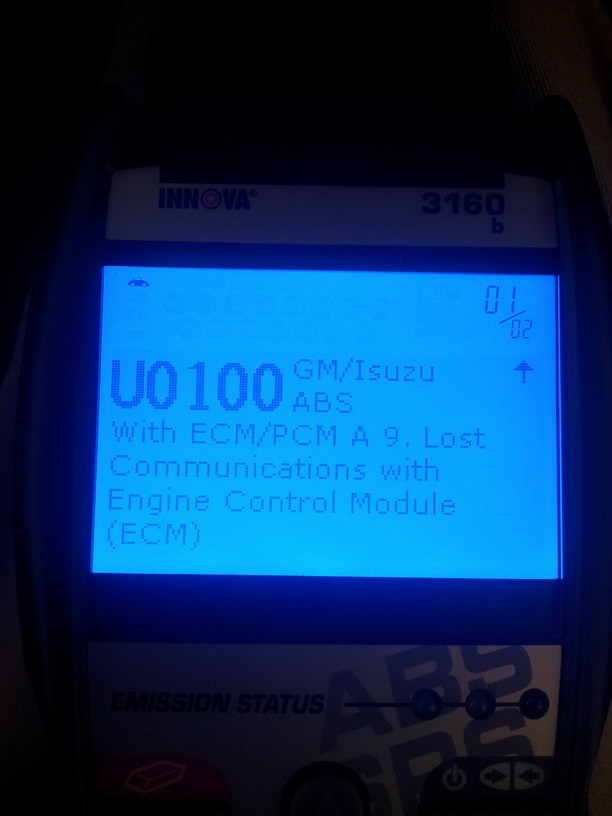 INNOVA®
3160
b
01/02
U0100 GM/Isuzu
ABS
With ECM/PCM A 9. Lost
Communications with
Engine Control Module
(ECM)
EMISSION STATUS
ABS
SRS